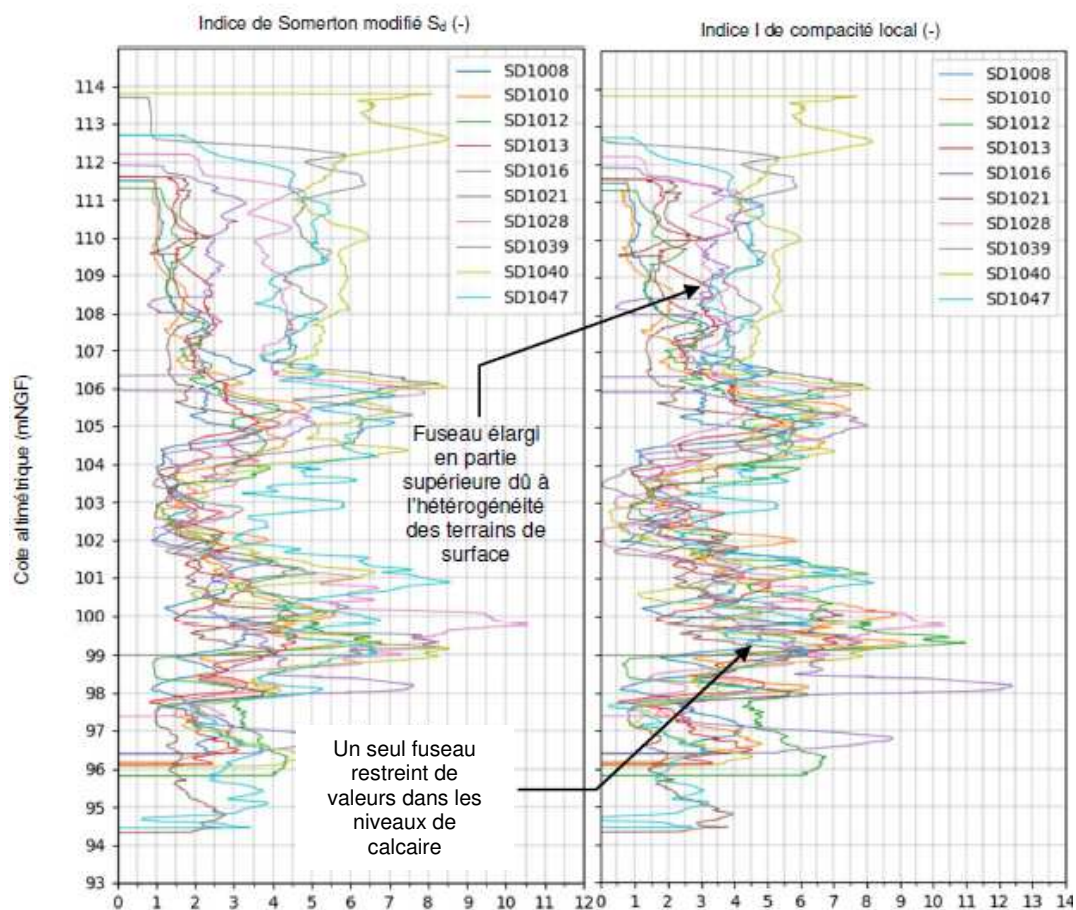 Indice de Somerton modifié Sd (-)
Indice I de compacité local (-)
Cote altimétrique (mNGF)
114
113
112
111
110
109
108
107
106
105
104
103
102
101
100
99
98
97
96
95
94
93
SD1008
SD1010
SD1012
SD1013
SD1016
SD1021
SD1028
SD1039
SD1040
SD1047
SD1008
SD1010
SD1012
SD1013
SD1016
SD1021
SD1028
SD1039
SD1040
SD1047
Fuseau élargi
en partie
supérieure dû à
l'hétérogénéité
des terrains de
surface
Un seul fuseau
restreint de
valeurs dans les
niveaux de
calcaire
0 1 2 3 4 5 6 7 8 9 10 11 12
0 1 2 3 4 5 6 7 8 9 10 11 12 13 14